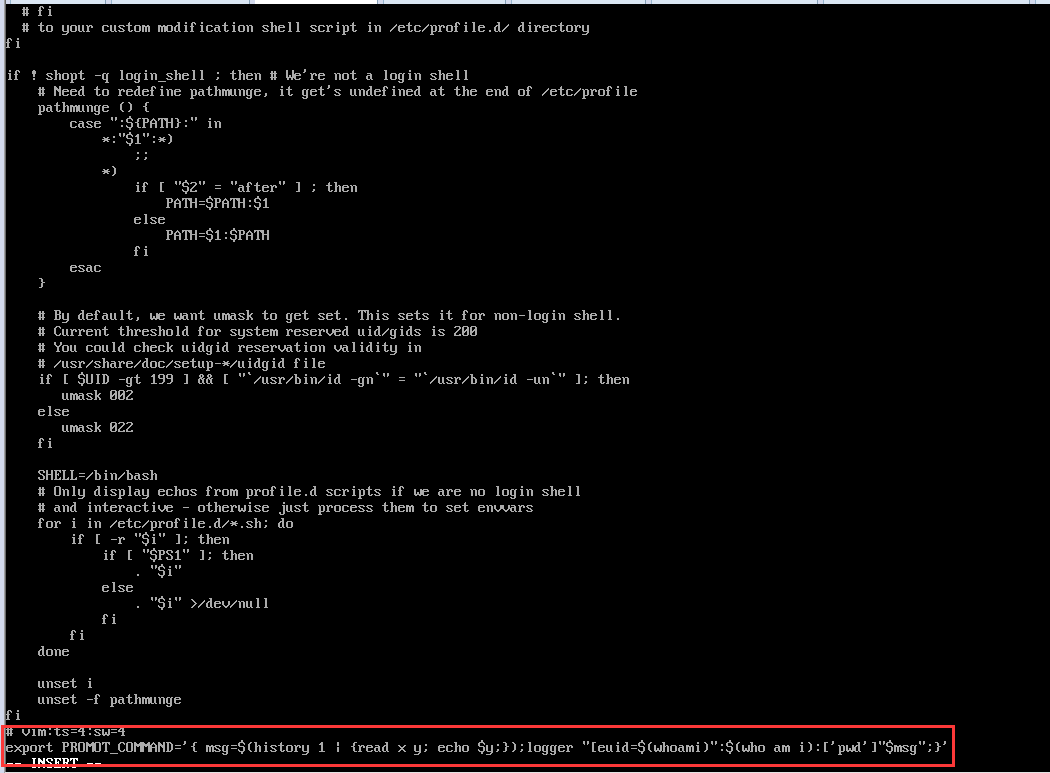 # fi
  # to your custom modification shell script in /etc/profile.d/ directory
fi
if ! shopt -q login_shell ; then # We're not a login shell
    # Need to redefine pathmunge, it get's undefined at the end of /etc/profile
    pathmunge () {
        case ":${PATH}:" in
            *:"$1":*)
                ;;
            *)
                if [ "$2" = "after" ] ; then
                    PATH=$PATH:$1
                else
                    PATH=$1:$PATH
                fi
        esac
    }
    # By default, we want umask to get set. This sets it for non-login shell.
    # Current threshold for system reserved uid/gids is 200
    # You could check uidgid reservation validity in
    # /usr/share/doc/setup-*/uidgid file
    if [ $UID -gt 199 ] && [ "`/usr/bin/id -gn`" = "`/usr/bin/id -un`" ]; then
       umask 002
    else
       umask 022
    fi
    SHELL=/bin/bash
    # Only display echos from profile.d scripts if we are no login shell
    # and interactive - otherwise just process them to set envvars
    for i in /etc/profile.d/*.sh; do
        if [ -r "$i" ]; then
            if [ "$PS1" ]; then
                . "$i"
            else
                . "$i" >/dev/null
            fi
        fi
    done
    unset i
    unset -f pathmunge
fi
# vim:ts=4:sw=4
export PROMOT_COMMAND='{ msg=$(history 1 | {read x y; echo $y;});logger "[euid=$(whoami)":$(who am i):['pwd']"$msg";}'
-- INSERT --